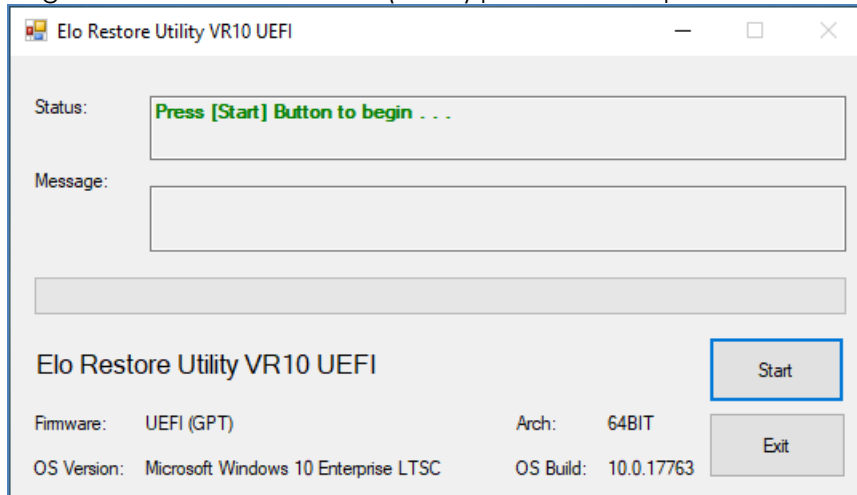 Elo Restore Utility VR10 UEFI
Status:
Press [Start] Button to begin . . .
Message:
Elo Restore Utility VR10 UEFI
Start
Firmware: UEFI (GPT) Arch: 64BIT
Exit
OS Version: Microsoft Windows 10 Enterprise LTSC OS Build: 10.0.17763